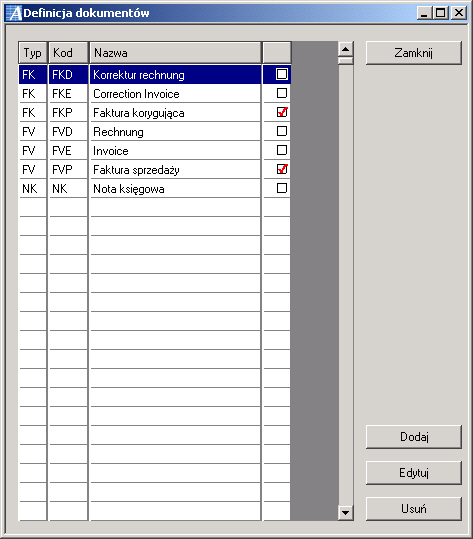 Definicja dokumentów
Typ Kod Nazwa
Zamknij
FK FKD Korrektur rechnung
FK FKE Correction Invoice
FK FKP Faktura korygująca
FV FVD Rechnung
FV FVE Invoice
FV FVP Faktura sprzedaży
NK NK Nota księgowa
Dodaj
Edytuj
Usuń